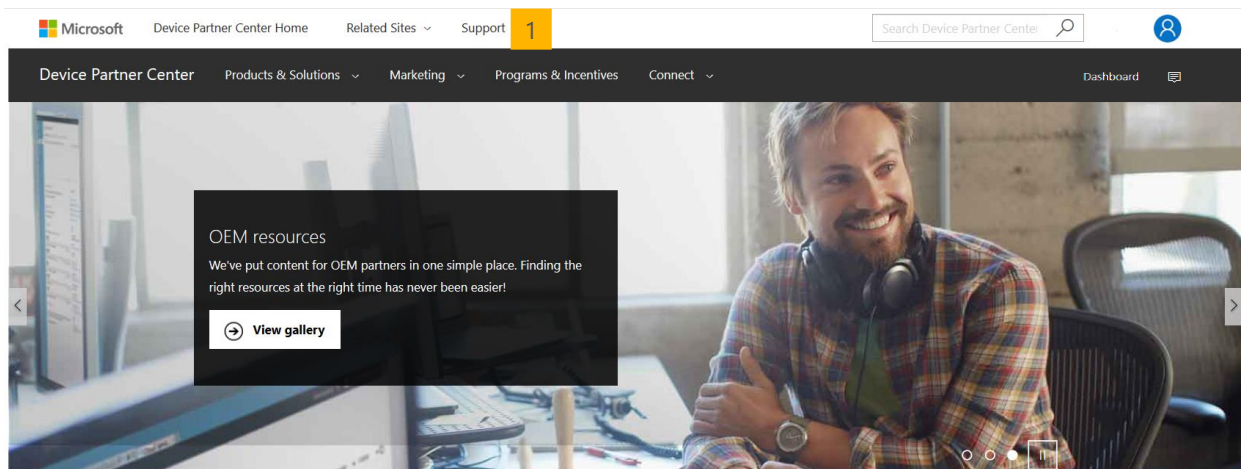 Microsoft Device Partner Center Home Related Sites Support 1 Search Device Partner Cente
Device Partner Center Products & Solutions Marketing Programs & Incentives Connect Dashboard
OEM resources
We've put content for OEM partners in one simple place. Finding the
right resources at the right time has never been easier!
View gallery